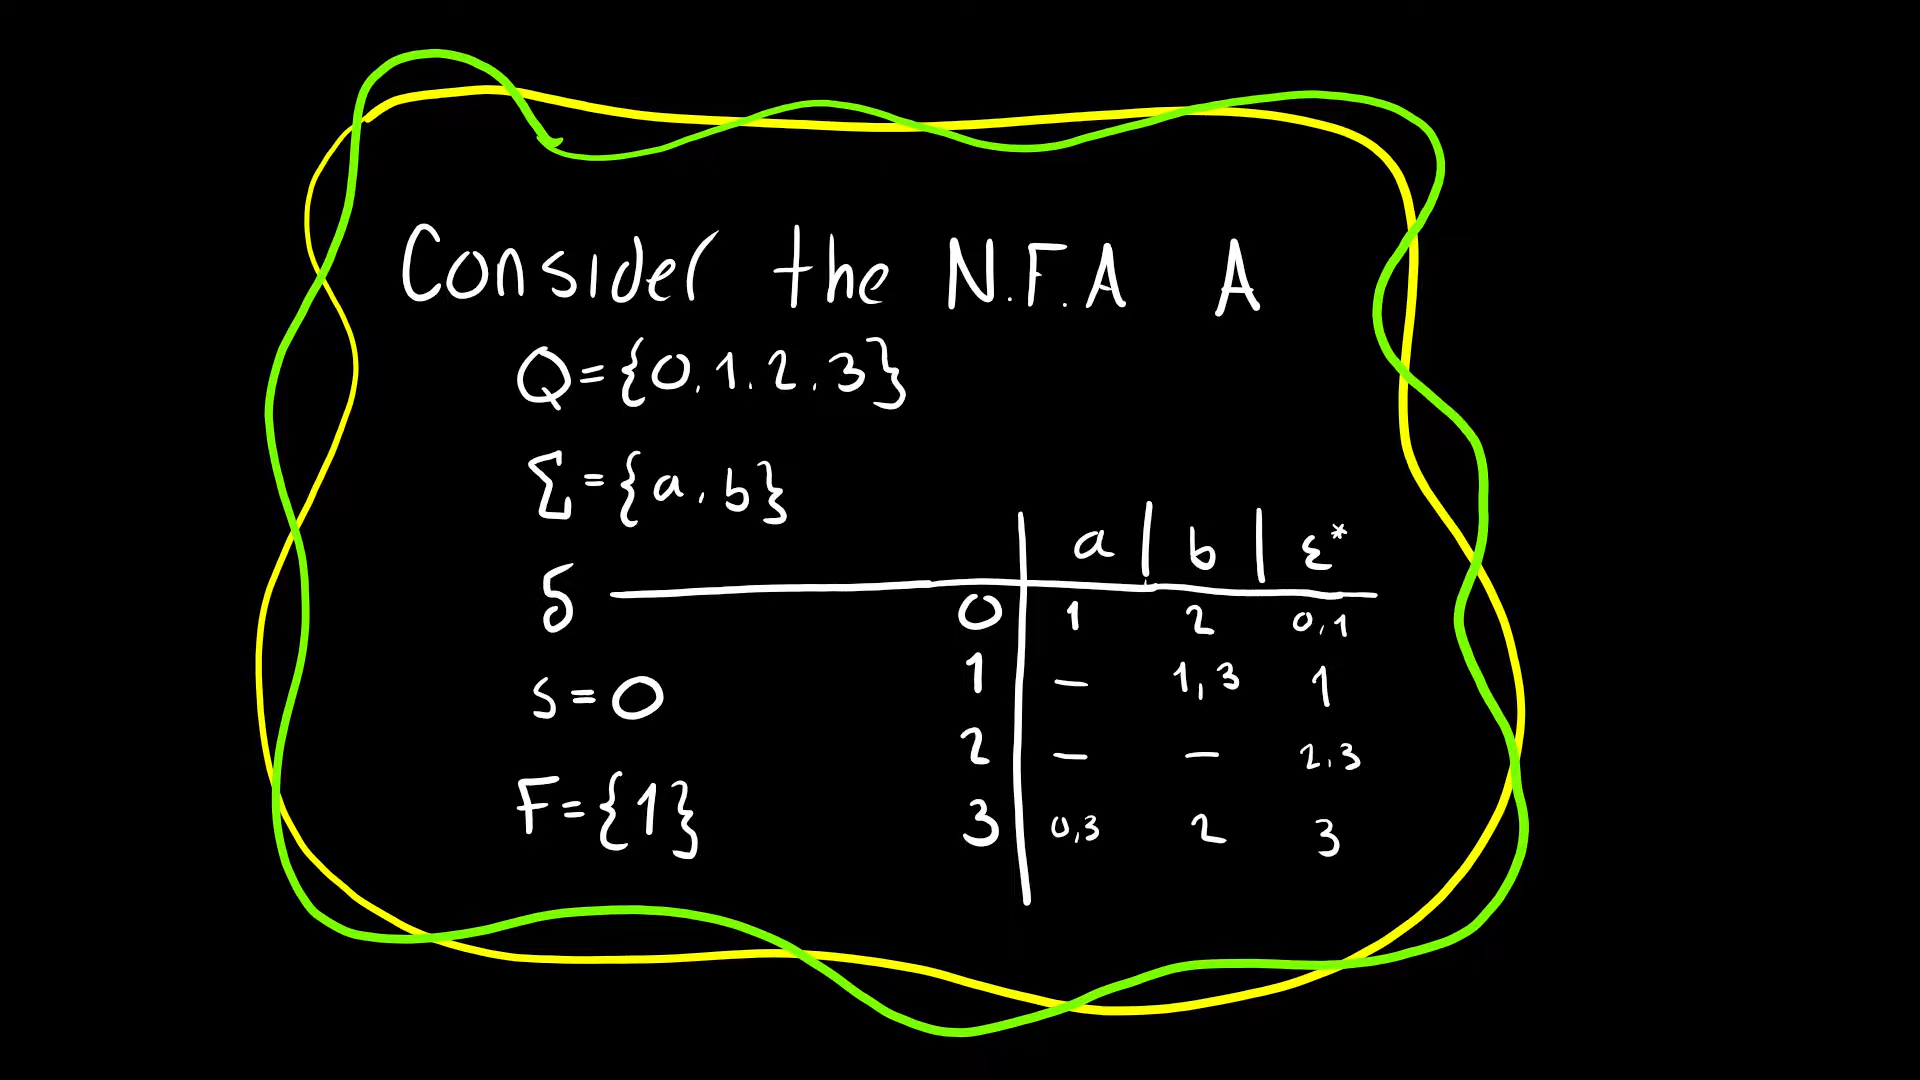 Consider the N.F.A A
Q={0,1,2,3}
Σ={a,b}
a | b | ε*
δ
0 1 2 0,1
1 — 1,3 1
s=0
2 — — 2,3
F={1}
3 0,3 2 3